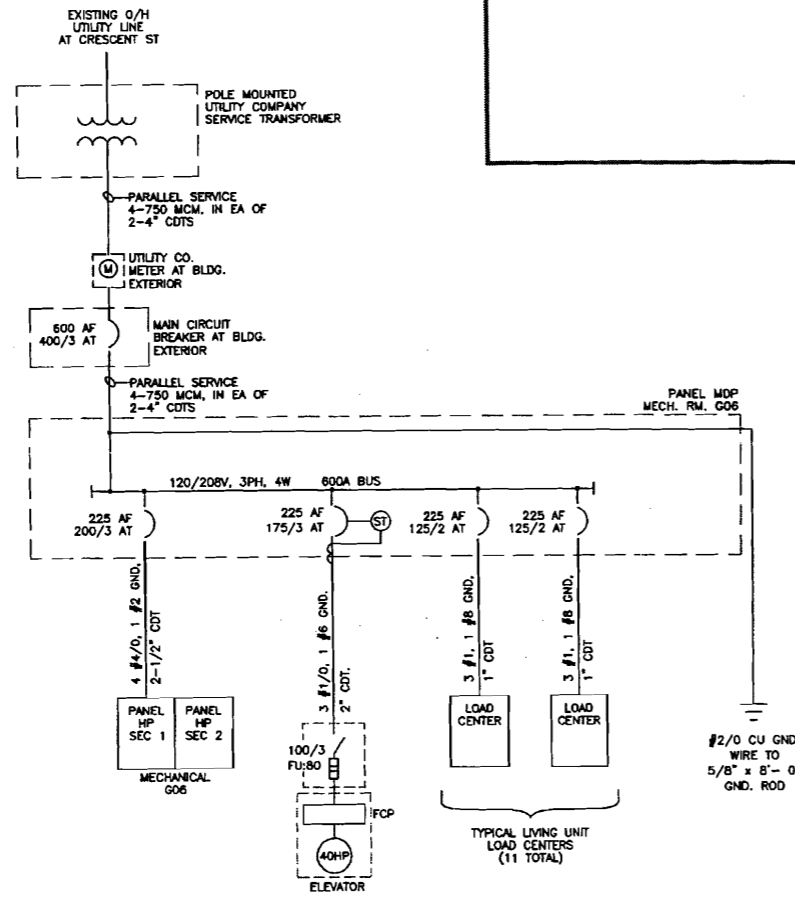 EXISTING O/H
UTILITY LINE
AT CRESCENT ST
POLE MOUNTED
UTILITY COMPANY
SERVICE TRANSFORMER
PARALLEL SERVICE
4-750 MCM, IN EA OF
2-4" CDTS
M
UTILITY CO.
METER AT BLDG.
EXTERIOR
600 AF
400/3 AT
MAIN CIRCUIT
BREAKER AT BLDG.
EXTERIOR
PARALLEL SERVICE
4-750 MCM, IN EA OF
2-4" CDTS
PANEL MDP
MECH. RM. G06
120/208V, 3PH, 4W 600A BUS
225 AF
200/3 AT
225 AF
175/3 AT
ST
225 AF
125/2 AT
225 AF
125/2 AT
4 #4/0, 1 #2 GND,
2-1/2" CDT
3 #1/0, 1 #6 GND.
2" CDT.
3 #1, 1 #8 GND,
1" CDT
3 #1, 1 #8 GND,
1" CDT
PANEL
HP
SEC 1
PANEL
HP
SEC 2
MECHANICAL
G06
100/3
FU:80
FCP
40HP
ELEVATOR
LOAD
CENTER
LOAD
CENTER
TYPICAL LIVING UNIT
LOAD CENTERS
(11 TOTAL)
#2/0 CU GND
WIRE TO
5/8" x 8'- 0
GND. ROD